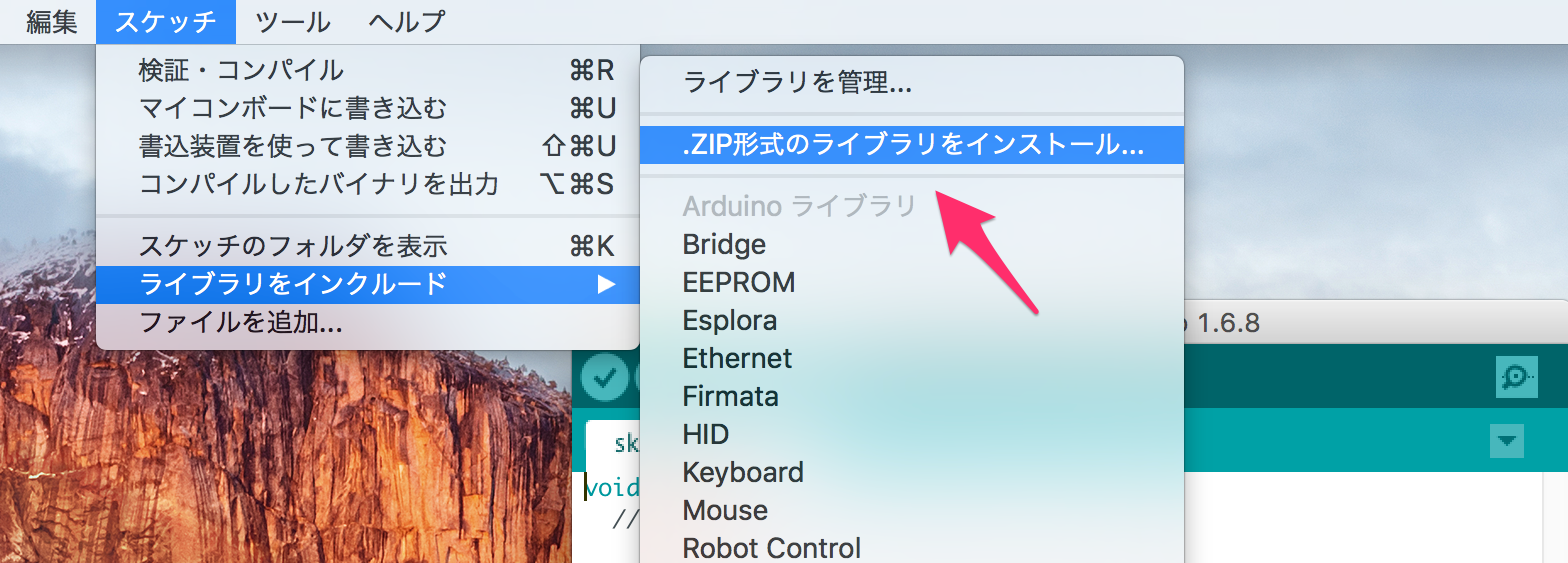 編集 スケッチ ツール ヘルプ
検証・コンパイル ⌘R
マイコンボードに書き込む ⌘U
書込装置を使って書き込む ⇧⌘U
コンパイルしたバイナリを出力 ⌥⌘S
スケッチのフォルダを表示 ⌘K
ライブラリをインクルード ▶
ファイルを追加...
ライブラリを管理...
.ZIP形式のライブラリをインストール...
Arduino ライブラリ
Bridge
EEPROM
Esplora
Ethernet
Firmata
HID
Keyboard
Mouse
Robot Control
1.6.8
sk
void
//